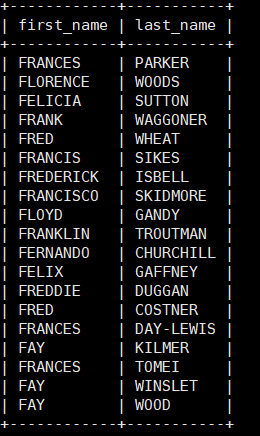 +------------+-----------+
| first_name | last_name |
+------------+-----------+
| FRANCES    | PARKER    |
| FLORENCE   | WOODS     |
| FELICIA    | SUTTON    |
| FRANK      | WAGGONER  |
| FRED       | WHEAT     |
| FRANCIS    | SIKES     |
| FREDERICK  | ISBELL    |
| FRANCISCO  | SKIDMORE  |
| FLOYD      | GANDY     |
| FRANKLIN   | TROUTMAN  |
| FERNANDO   | CHURCHILL |
| FELIX      | GAFFNEY   |
| FREDDIE    | DUGGAN    |
| FRED       | COSTNER   |
| FRANCES    | DAY-LEWIS |
| FAY        | KILMER    |
| FRANCES    | TOMEI     |
| FAY        | WINSLET   |
| FAY        | WOOD      |
+------------+-----------+